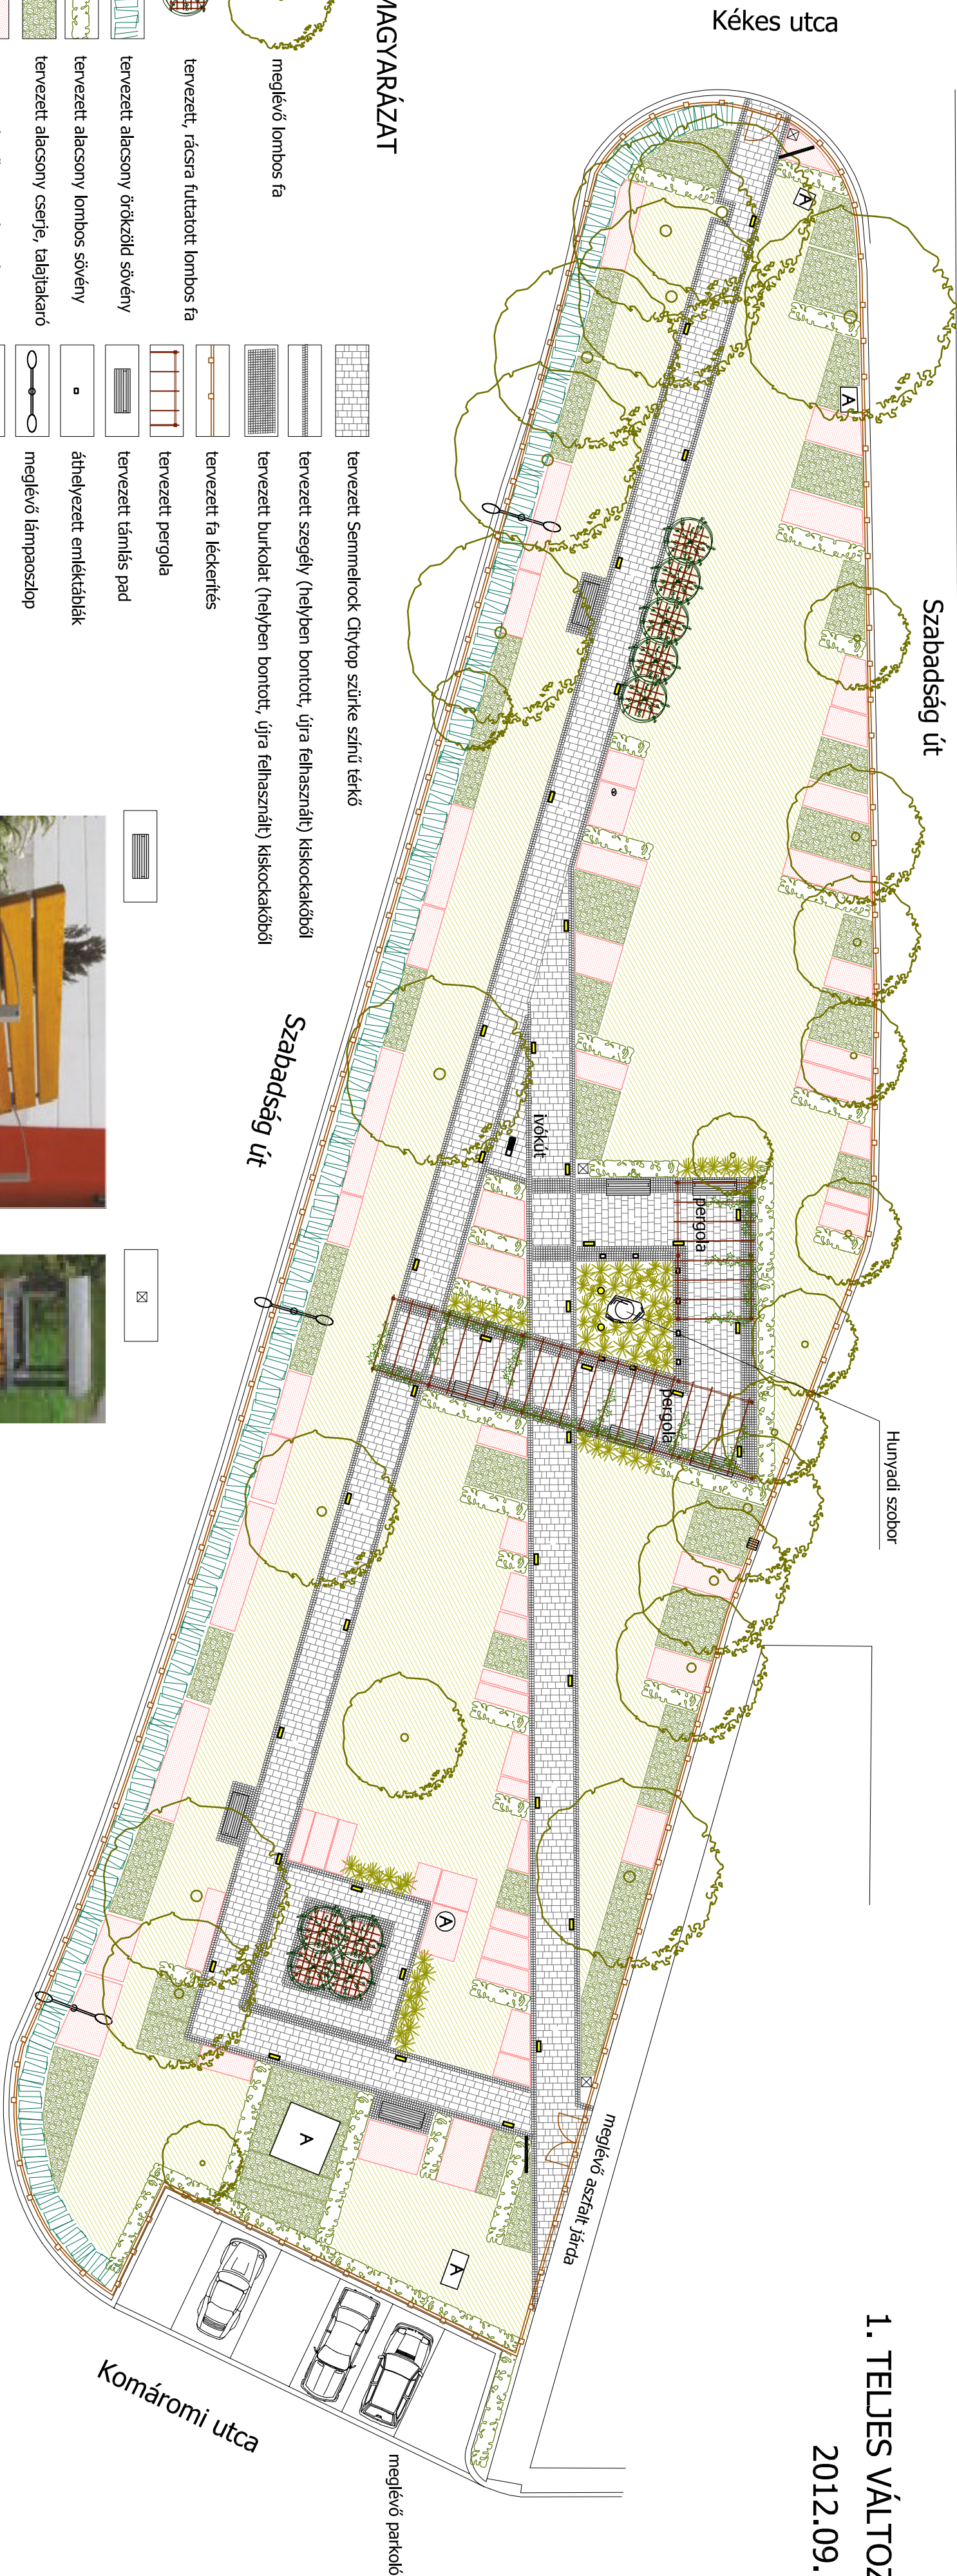 Kékes utca
MAGYARÁZAT
meglévő lombos fa
tervezett, rácsra futtatott lombos fa
tervezett alacsony örökzöld sövény
tervezett alacsony lombos sövény
tervezett alacsony cserje, talajtakaró
tervezett Semmelrock Citytop szürke színű térkő
tervezett szegély (helyben bontott, újra felhasznált) kiskockakőből
tervezett burkolat (helyben bontott, újra felhasznált) kiskockakőből
tervezett fa léckerítés
tervezett pergola
tervezett támlás pad
áthelyezett emléktáblák
meglévő lámpaoszlop
Szabadság út
Szabadság út
A
A
ivókút
pergola
pergola
Hunyadi szobor
A
A
A
meglévő aszfalt járda
Komáromi utca
meglévő parkoló
1. TELJES VÁLTOZ
2012.09.